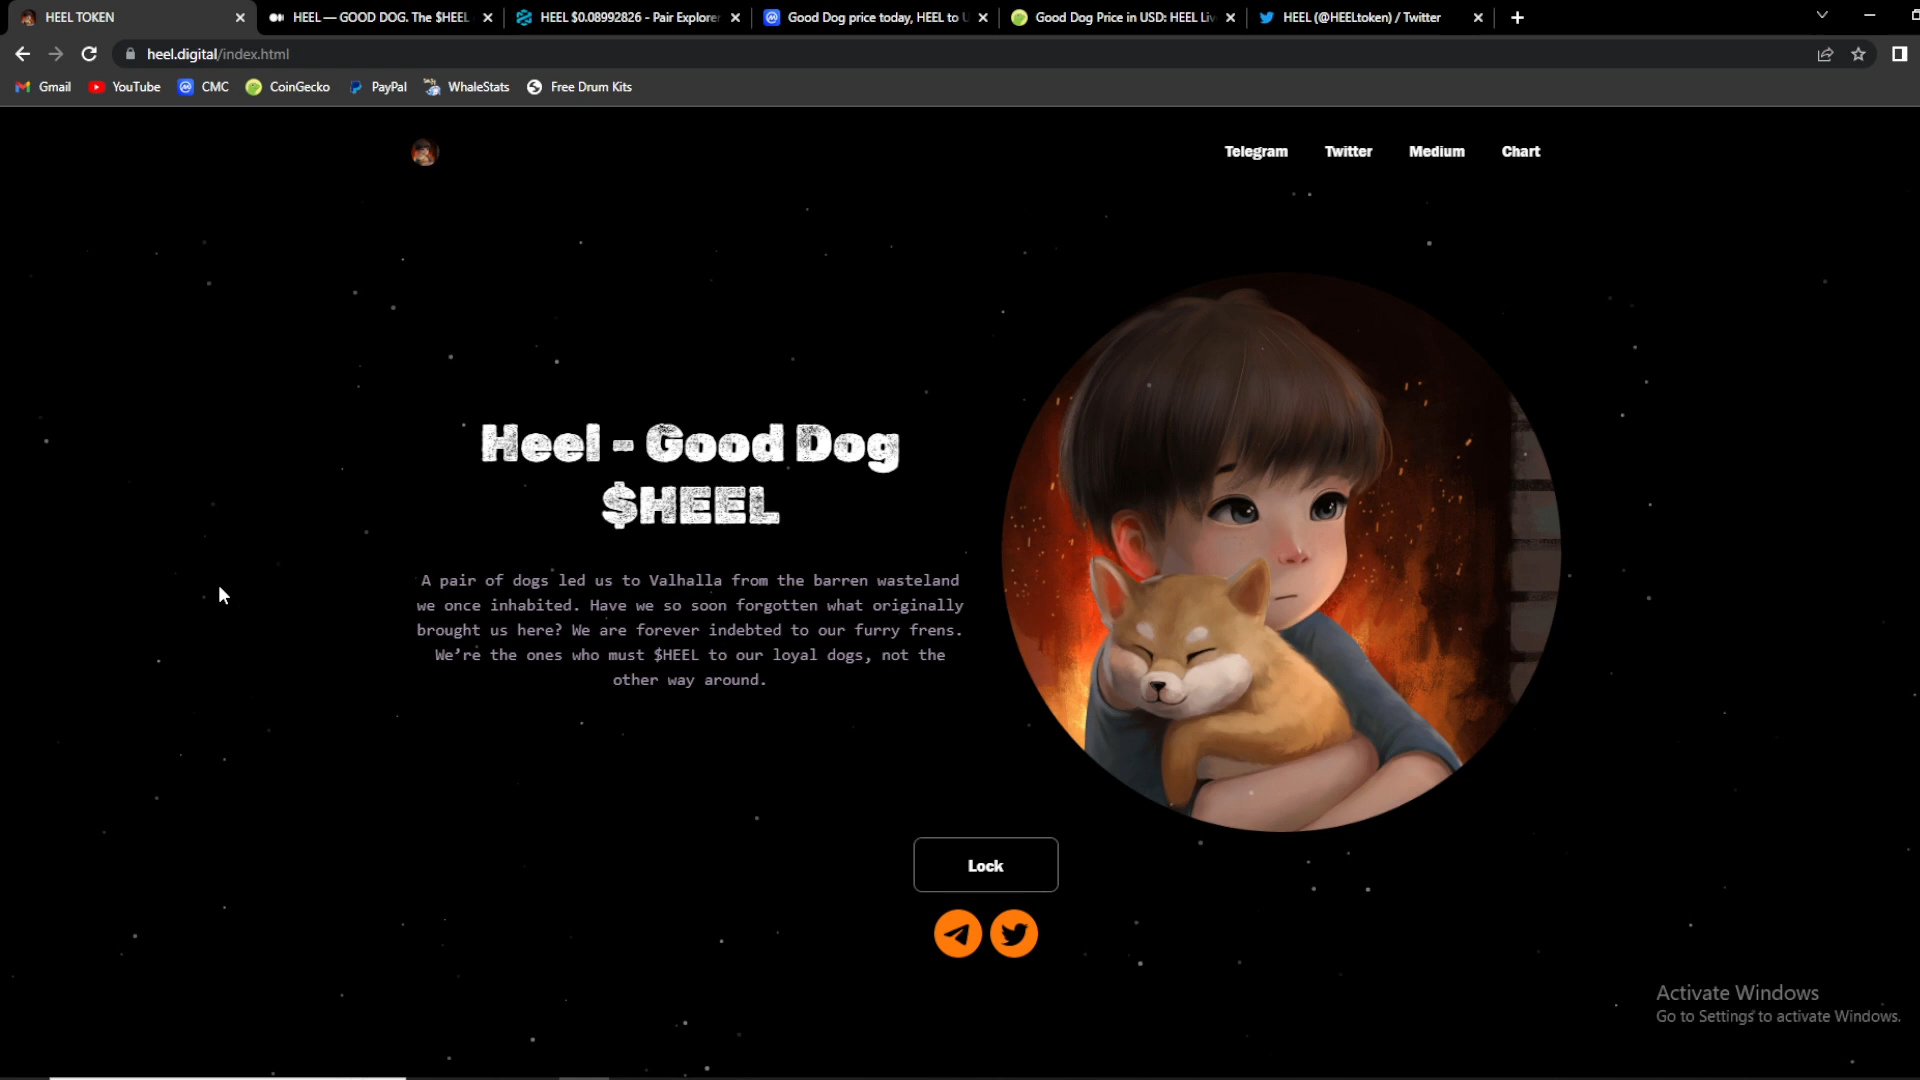 HEEL TOKEN
HEEL — GOOD DOG. The $HEEL
HEEL $0.08992826 - Pair Explorer
Good Dog price today, HEEL to U
Good Dog Price in USD: HEEL Liv
HEEL (@HEELtoken) / Twitter
heel.digital/index.html
Gmail
YouTube
CMC
CoinGecko
PayPal
WhaleStats
Free Drum Kits
Telegram
Twitter
Medium
Chart
Heel - Good Dog
$HEEL
A pair of dogs led us to Valhalla from the barren wasteland
we once inhabited. Have we so soon forgotten what originally
brought us here? We are forever indebted to our furry frens.
We’re the ones who must $HEEL to our loyal dogs, not the
other way around.
Lock
Activate Windows
Go to Settings to activate Windows.